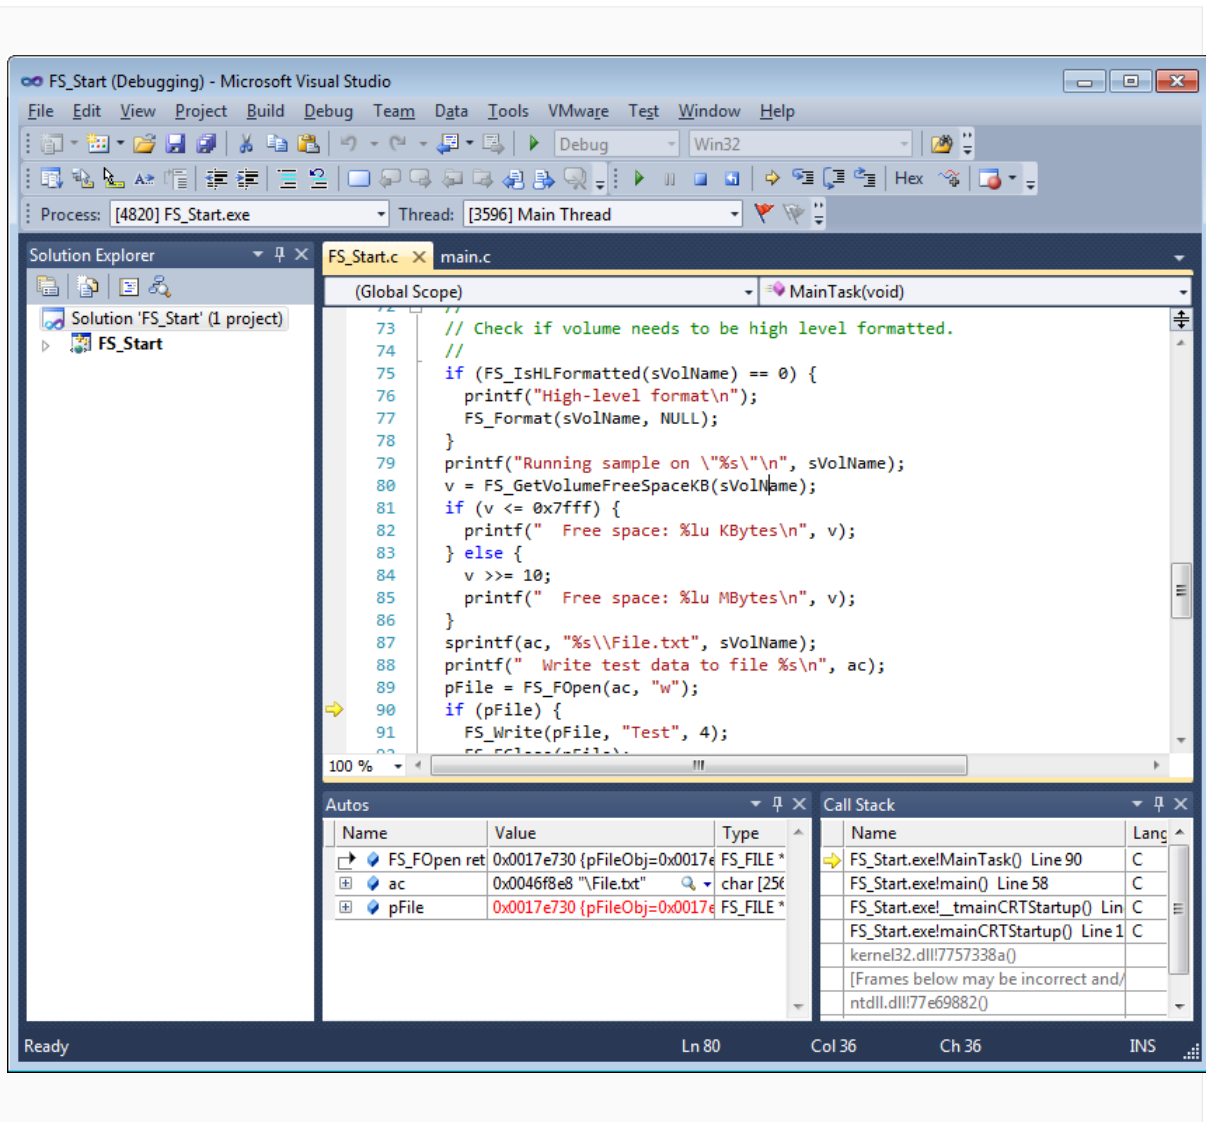 FS_Start (Debugging) - Microsoft Visual Studio
File Edit View Project Build Debug Team Data Tools VMware Test Window Help
Debug Win32
Hex
Process: [4820] FS_Start.exe Thread: [3596] Main Thread
Solution Explorer
FS_Start.c main.c
(Global Scope) MainTask(void)
Solution 'FS_Start' (1 project)
FS_Start
72 //
73 // Check if volume needs to be high level formatted.
74 //
75 if (FS_IsHLFormatted(sVolName) == 0) {
76 printf("High-level format\n");
77 FS_Format(sVolName, NULL);
78 }
79 printf("Running sample on \"%s\"\n", sVolName);
80 v = FS_GetVolumeFreeSpaceKB(sVolName);
81 if (v <= 0x7fff) {
82 printf("  Free space: %lu KBytes\n", v);
83 } else {
84 v >>= 10;
85 printf("  Free space: %lu MBytes\n", v);
86 }
87 sprintf(ac, "%s\\File.txt", sVolName);
88 printf("  Write test data to file %s\n", ac);
89 pFile = FS_FOpen(ac, "w");
90 if (pFile) {
91 FS_Write(pFile, "Test", 4);
92 FS_FClose(pFile);
100 %
Autos
Name Value Type
FS_FOpen ret 0x0017e730 {pFileObj=0x0017e FS_FILE *
ac 0x0046f8e8 "\File.txt" char [256
pFile 0x0017e730 {pFileObj=0x0017e FS_FILE *
Call Stack
Name Lang
FS_Start.exe!MainTask() Line 90 C
FS_Start.exe!main() Line 58 C
FS_Start.exe!__tmainCRTStartup() Lin C
FS_Start.exe!mainCRTStartup() Line 1 C
kernel32.dll!7757338a()
[Frames below may be incorrect and/
ntdll.dll!77e69882()
Ready Ln 80 Col 36 Ch 36 INS